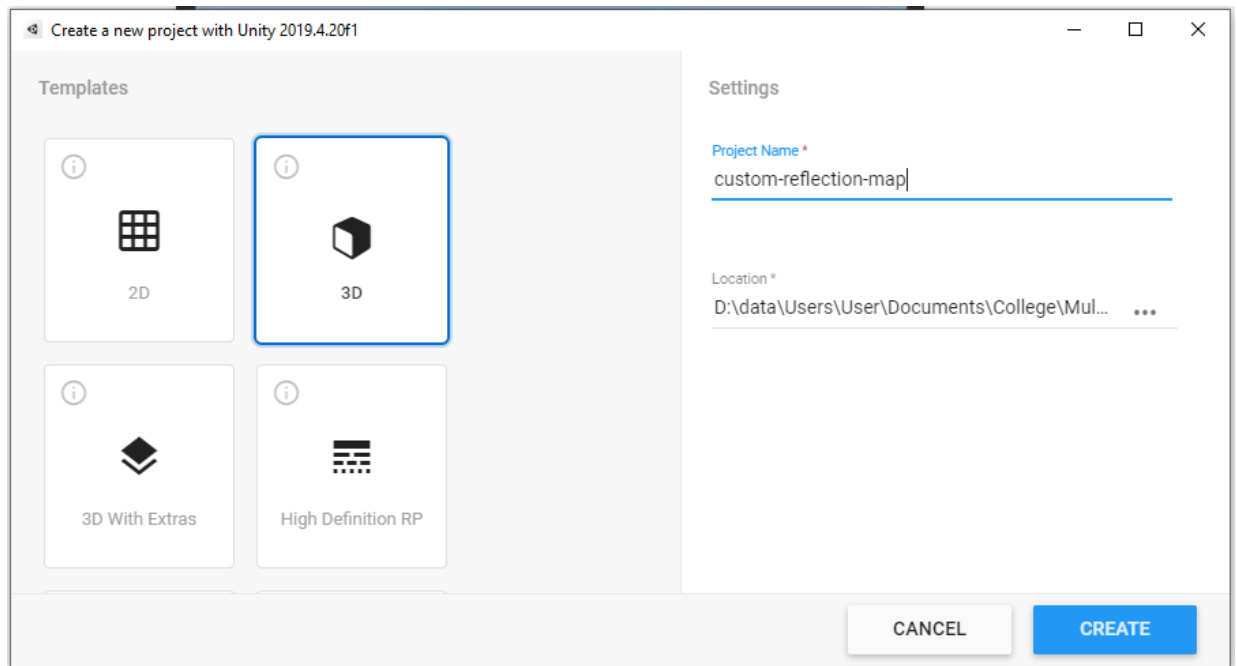 Create a new project with Unity 2019.4.20f1
Templates
2D
3D
3D With Extras
High Definition RP
Settings
Project Name *
custom-reflection-map
Location *
D:\data\Users\User\Documents\College\Mul... •••
CANCEL
CREATE